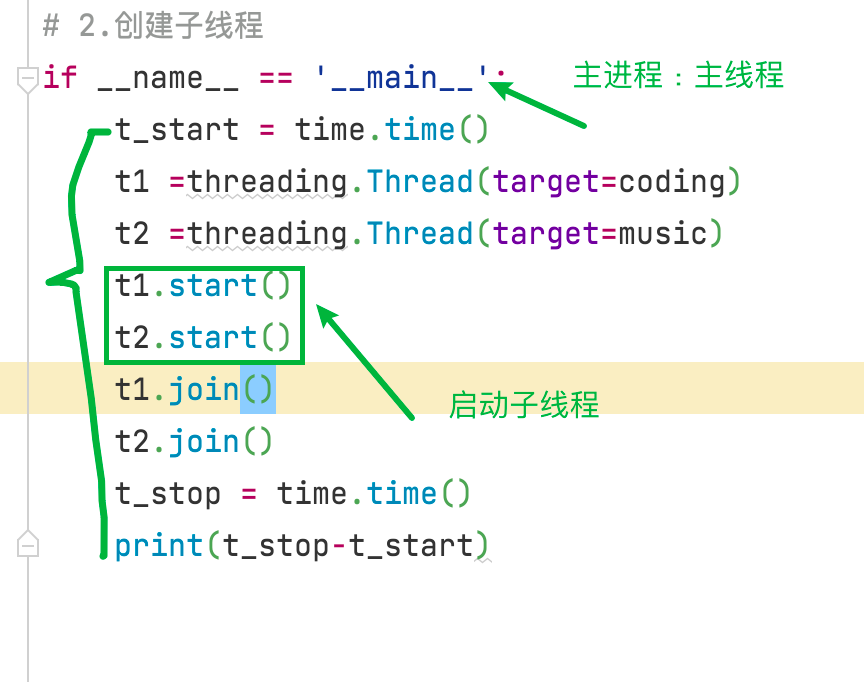 # 2.创建子线程
if __name__ == '__main__':
主进程：主线程
t_start = time.time()
t1 =threading.Thread(target=coding)
t2 =threading.Thread(target=music)
t1.start()
t2.start()
t1.join()
启动子线程
t2.join()
t_stop = time.time()
print(t_stop-t_start)